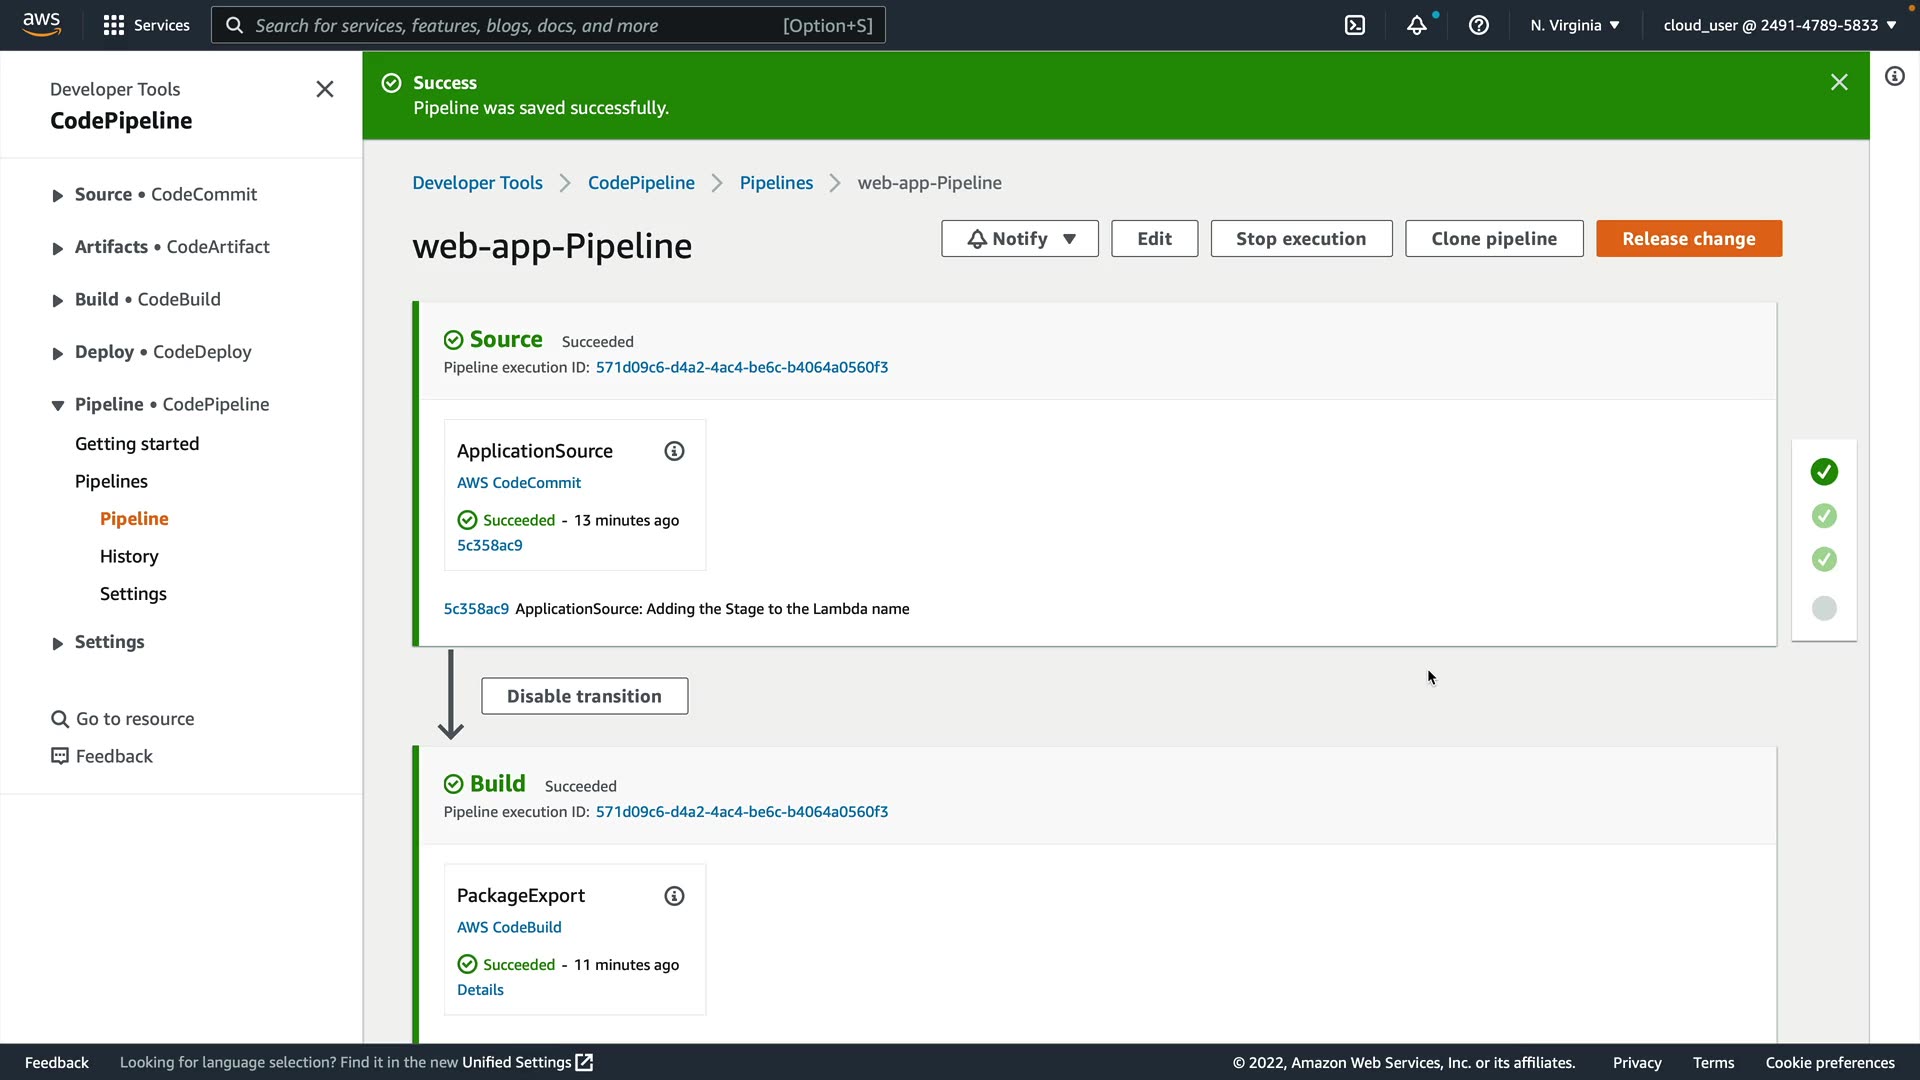 aws
Services
Search for services, features, blogs, docs, and more
[Option+S]
N. Virginia
cloud_user @ 2491-4789-5833
Developer Tools
CodePipeline
Source • CodeCommit
Artifacts • CodeArtifact
Build • CodeBuild
Deploy • CodeDeploy
Pipeline • CodePipeline
Getting started
Pipelines
Pipeline
History
Settings
Settings
Go to resource
Feedback
Success
Pipeline was saved successfully.
Developer Tools
CodePipeline
Pipelines
web-app-Pipeline
web-app-Pipeline
Notify
Edit
Stop execution
Clone pipeline
Release change
Source Succeeded
Pipeline execution ID: 571d09c6-d4a2-4ac4-be6c-b4064a0560f3
ApplicationSource
AWS CodeCommit
Succeeded - 13 minutes ago
5c358ac9
5c358ac9 ApplicationSource: Adding the Stage to the Lambda name
Disable transition
Build Succeeded
Pipeline execution ID: 571d09c6-d4a2-4ac4-be6c-b4064a0560f3
PackageExport
AWS CodeBuild
Succeeded - 11 minutes ago
Details
Feedback
Looking for language selection? Find it in the new Unified Settings
© 2022, Amazon Web Services, Inc. or its affiliates.
Privacy
Terms
Cookie preferences